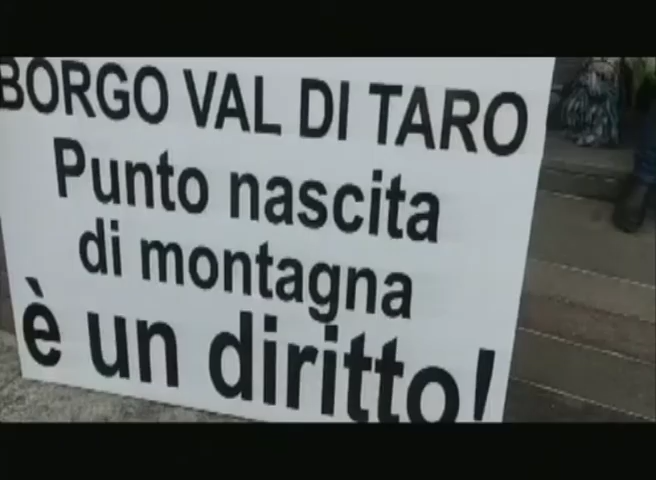 BORGO VAL DI TARO
Punto nascita
di montagna
è un diritto!